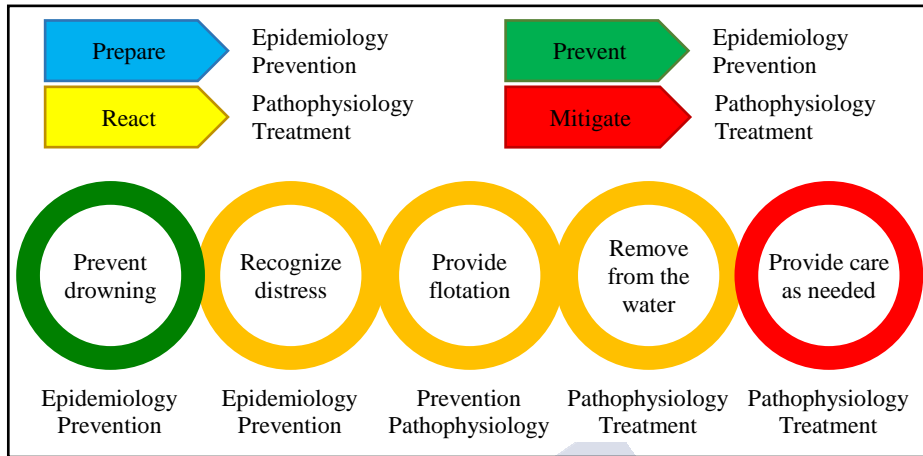 Prepare
Epidemiology
Prevention
Prevent
Epidemiology
Prevention
React
Pathophysiology
Treatment
Mitigate
Pathophysiology
Treatment
Prevent
drowning
Recognize
distress
Provide
flotation
Remove
from the
water
Provide care
as needed
Epidemiology
Prevention
Epidemiology
Prevention
Prevention
Pathophysiology
Pathophysiology
Treatment
Pathophysiology
Treatment